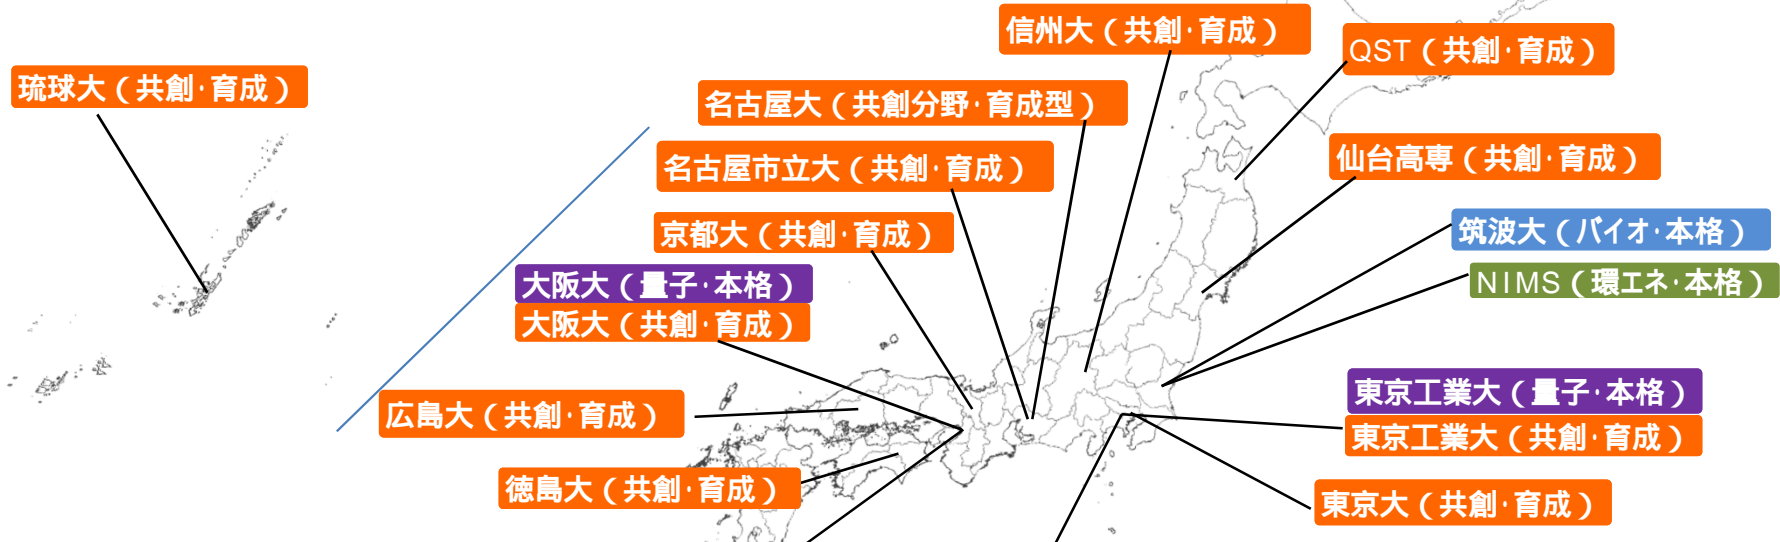 信州大（共創･育成）
QST（共創･育成）
琉球大（共創･育成）
名古屋大（共創分野･育成型）
名古屋市立大（共創･育成）
仙台高専（共創･育成）
京都大（共創･育成）
筑波大（バイオ･本格）
大阪大（量子･本格）
大阪大（共創･育成）
NIMS（環エネ･本格）
広島大（共創･育成）
東京工業大（量子･本格）
東京工業大（共創･育成）
徳島大（共創･育成）
東京大（共創･育成）